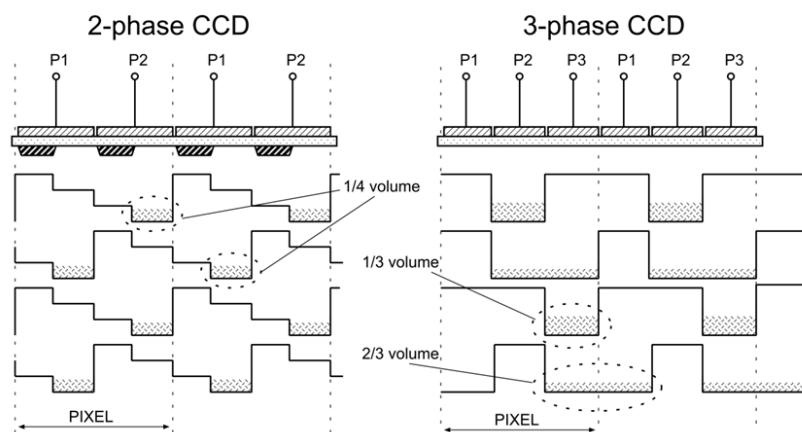 2-phase CCD
P1 P2 P1 P2
1/4 volume
PIXEL
3-phase CCD
P1 P2 P3 P1 P2 P3
1/3 volume
2/3 volume
PIXEL